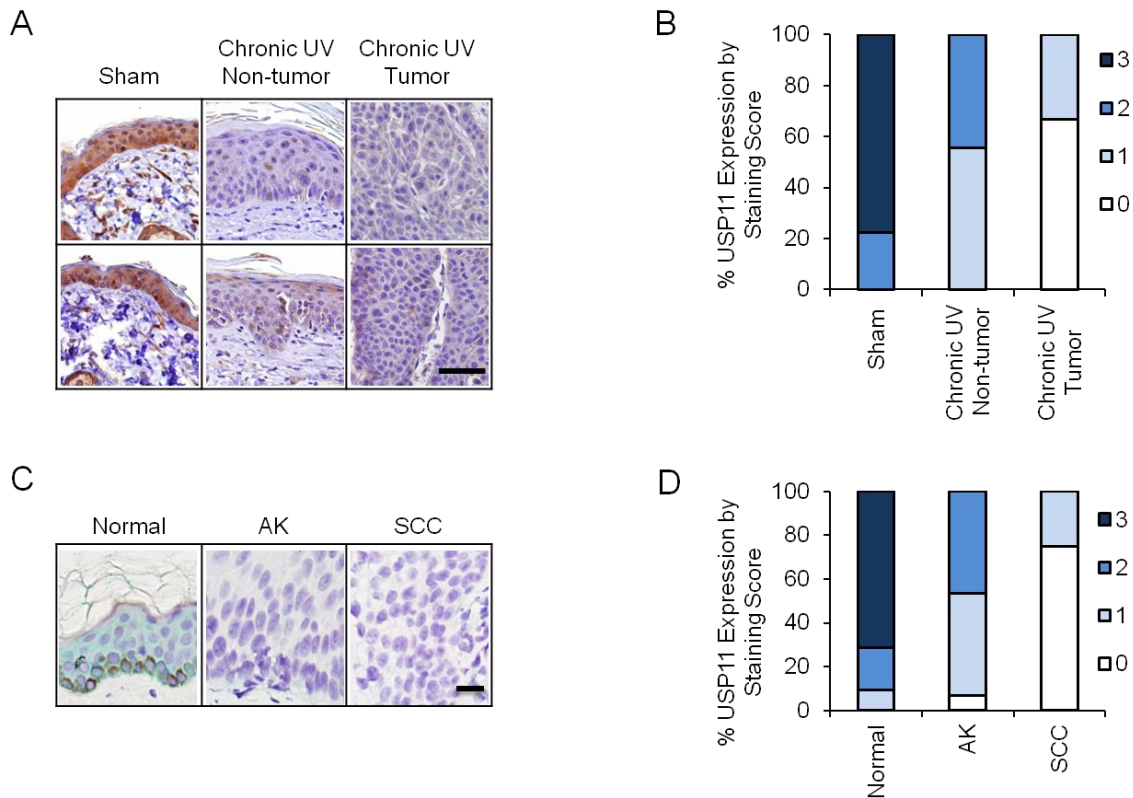 A
Sham
Chronic UV
Non-tumor
Chronic UV
Tumor
B
% USP11 Expression by
Staining Score
100
80
60
40
20
0
Sham
Chronic UV
Non-tumor
Chronic UV
Tumor
3
2
1
0
C
Normal
AK
SCC
D
% USP11 Expression by
Staining Score
100
80
60
40
20
0
Normal
AK
SCC
3
2
1
0